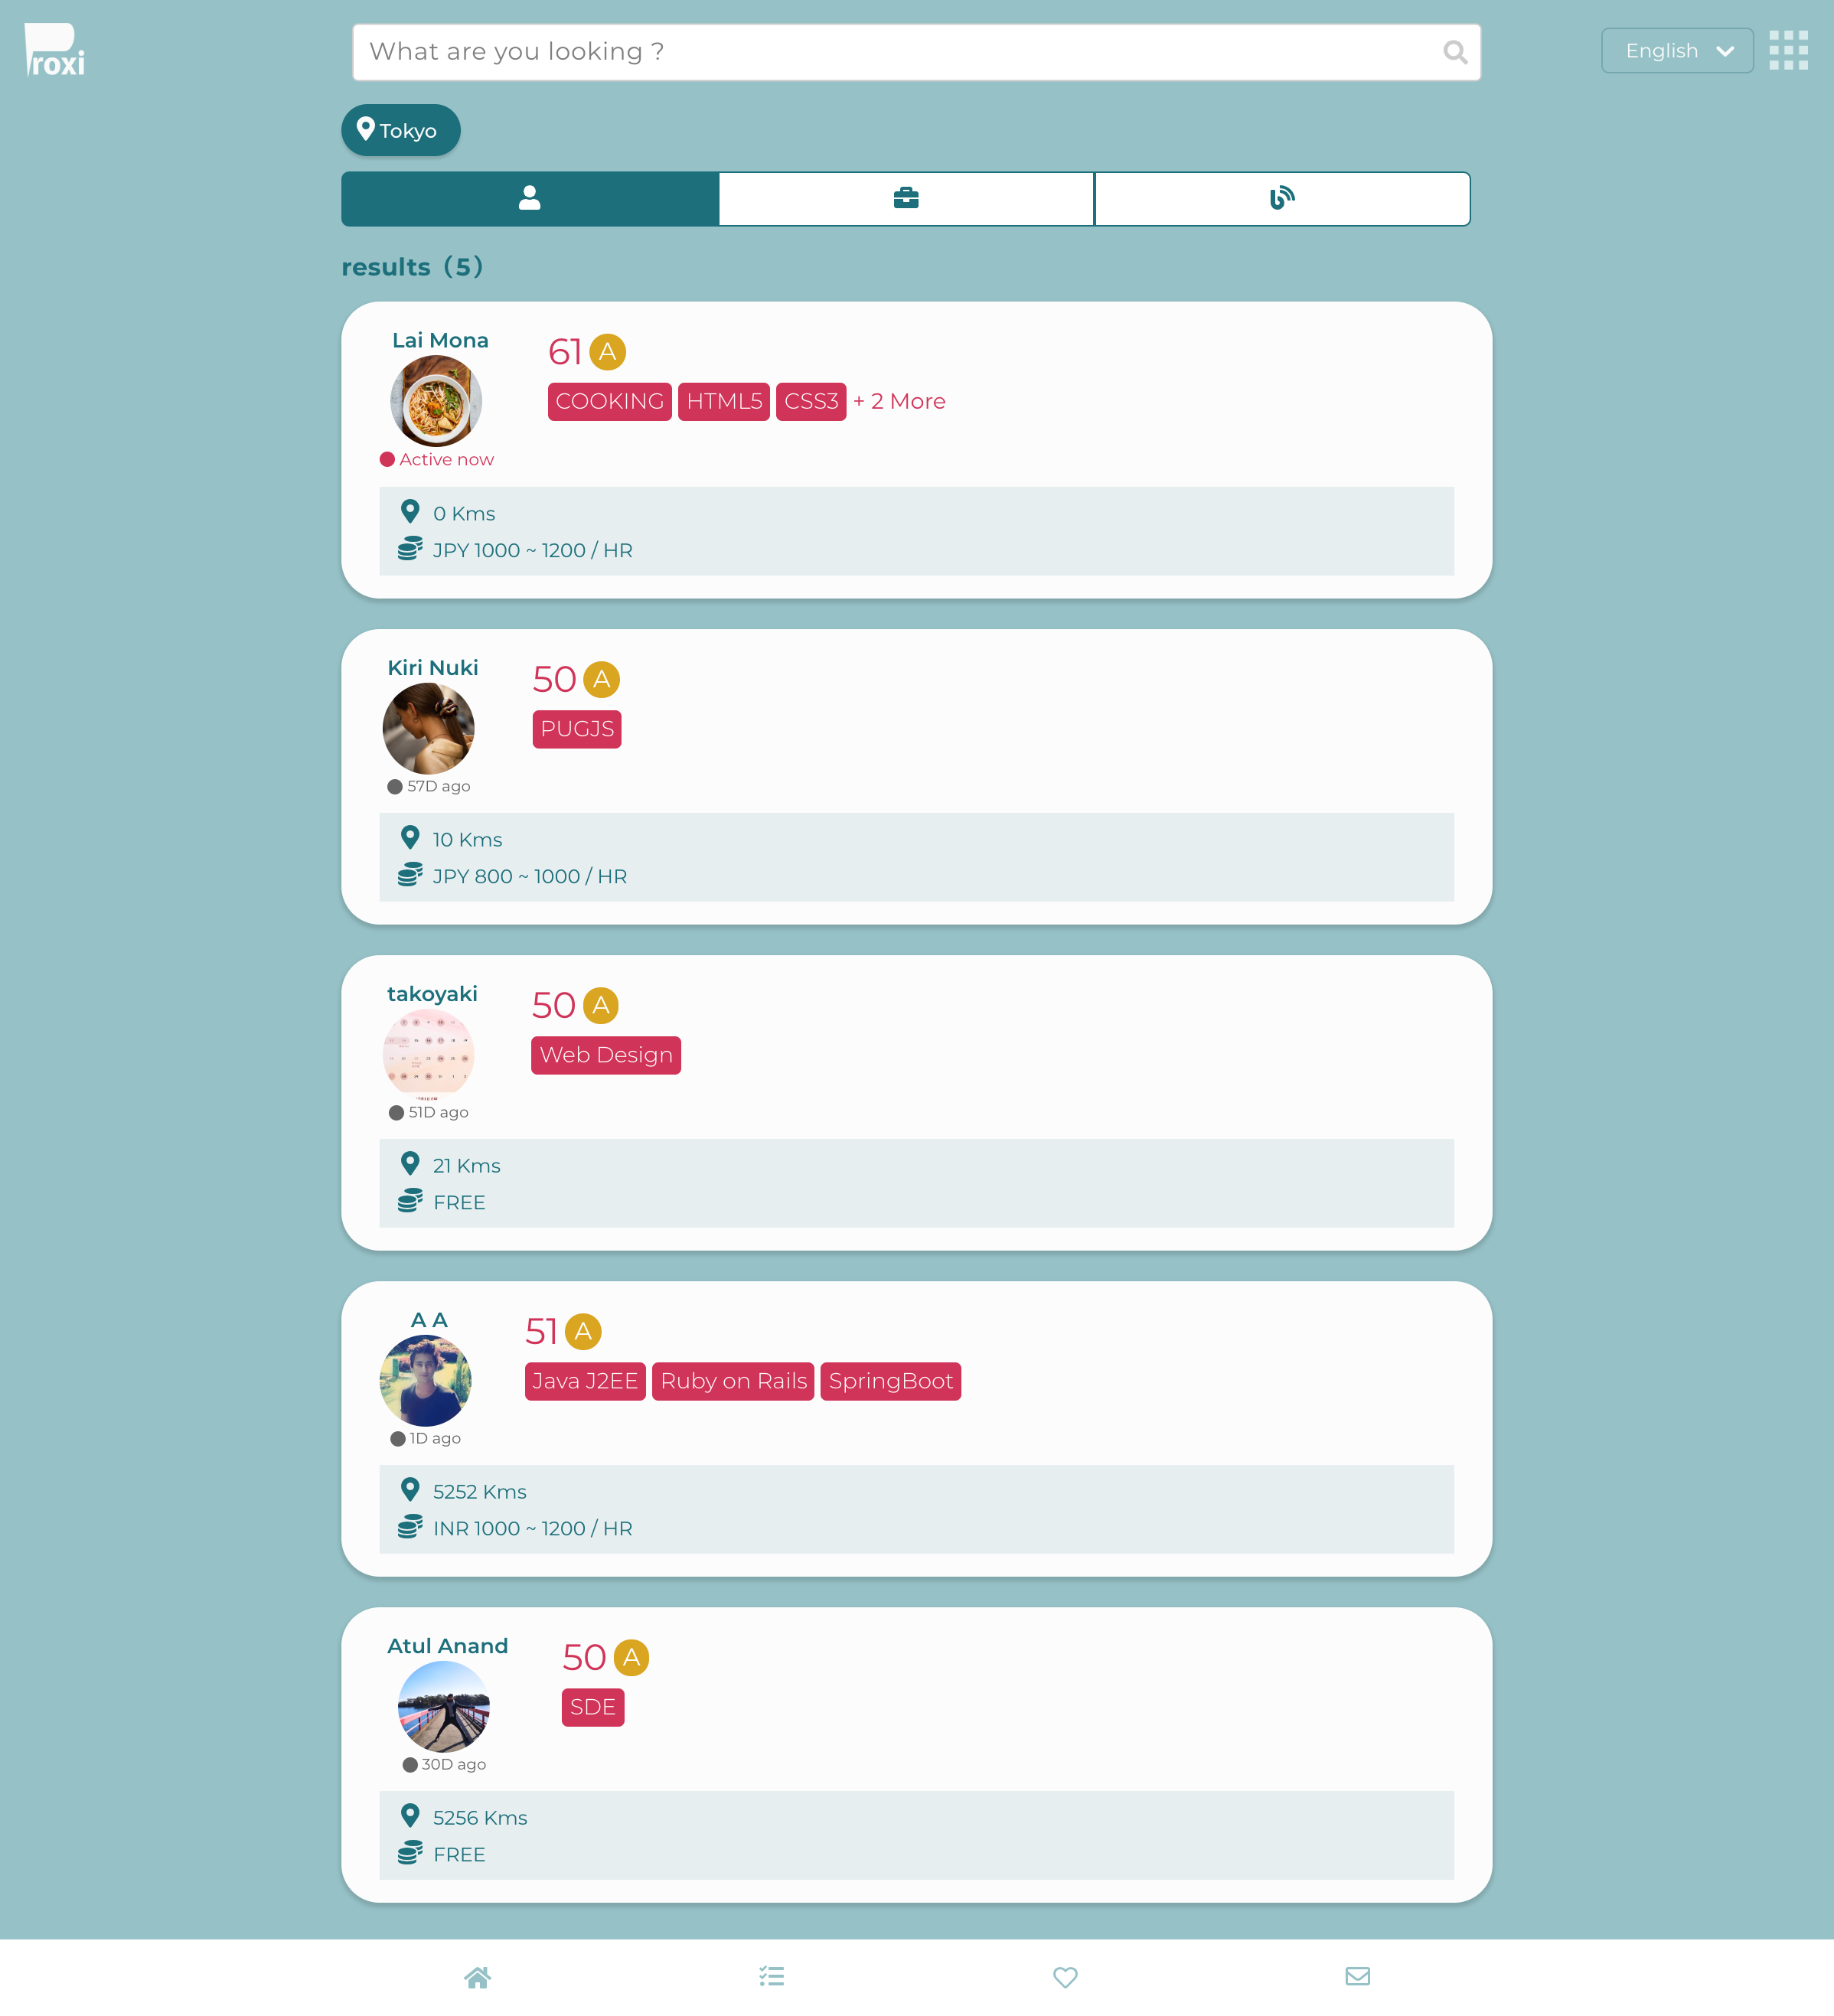 Proxi
What are you looking ?
English
Tokyo
results（5）
Lai Mona
61 A
COOKING HTML5 CSS3 + 2 More
Active now
0 Kms
JPY 1000 ~ 1200 / HR
Kiri Nuki
50 A
PUGJS
57D ago
10 Kms
JPY 800 ~ 1000 / HR
takoyaki
50 A
Web Design
51D ago
21 Kms
FREE
A A
51 A
Java J2EE Ruby on Rails SpringBoot
1D ago
5252 Kms
INR 1000 ~ 1200 / HR
Atul Anand
50 A
SDE
30D ago
5256 Kms
FREE